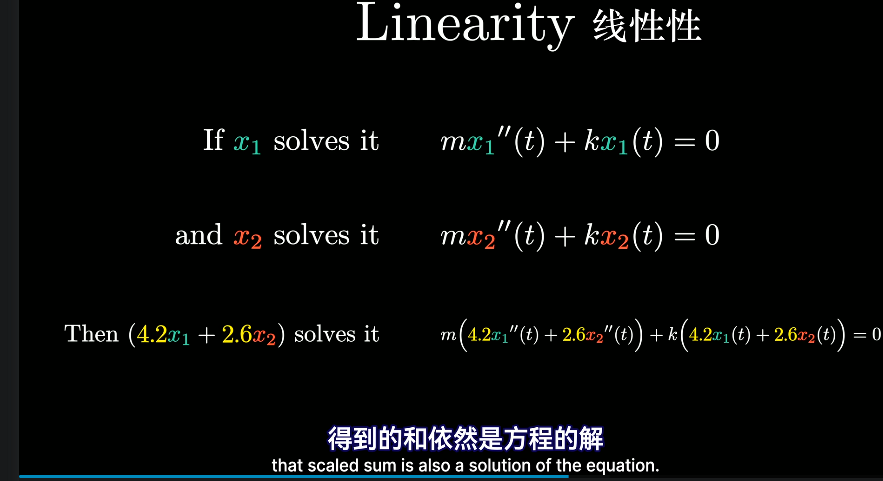 Linearity 线性性
If x₁ solves it mx₁″(t) + kx₁(t) = 0
and x₂ solves it mx₂″(t) + kx₂(t) = 0
Then (4.2x₁ + 2.6x₂) solves it m(4.2x₁″(t) + 2.6x₂″(t)) + k(4.2x₁(t) + 2.6x₂(t)) = 0
得到的和依然是方程的解
that scaled sum is also a solution of the equation.